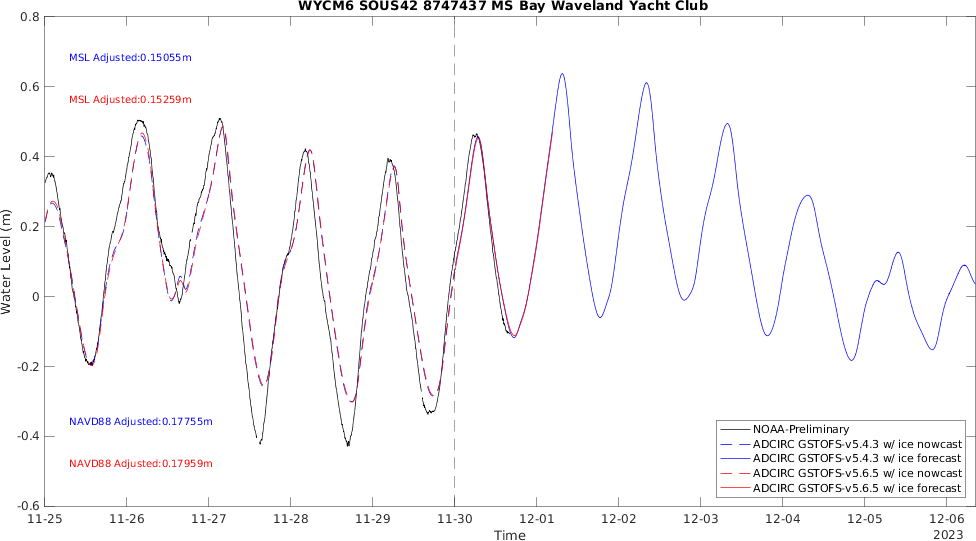 WYCM6 SOUS42 8747437 MS Bay Waveland Yacht Club
0.8
0.6
0.4
0.2
0
-0.2
-0.4
-0.6
Water Level (m)
MSL Adjusted:0.15055m
MSL Adjusted:0.15259m
NAVD88 Adjusted:0.17755m
NAVD88 Adjusted:0.17959m
NOAA-Preliminary
ADCIRC GSTOFS-v5.4.3 w/ ice nowcast
ADCIRC GSTOFS-v5.4.3 w/ ice forecast
ADCIRC GSTOFS-v5.6.5 w/ ice nowcast
ADCIRC GSTOFS-v5.6.5 w/ ice forecast
11-25 11-26 11-27 11-28 11-29 11-30 12-01 12-02 12-03 12-04 12-05 12-06
Time 2023